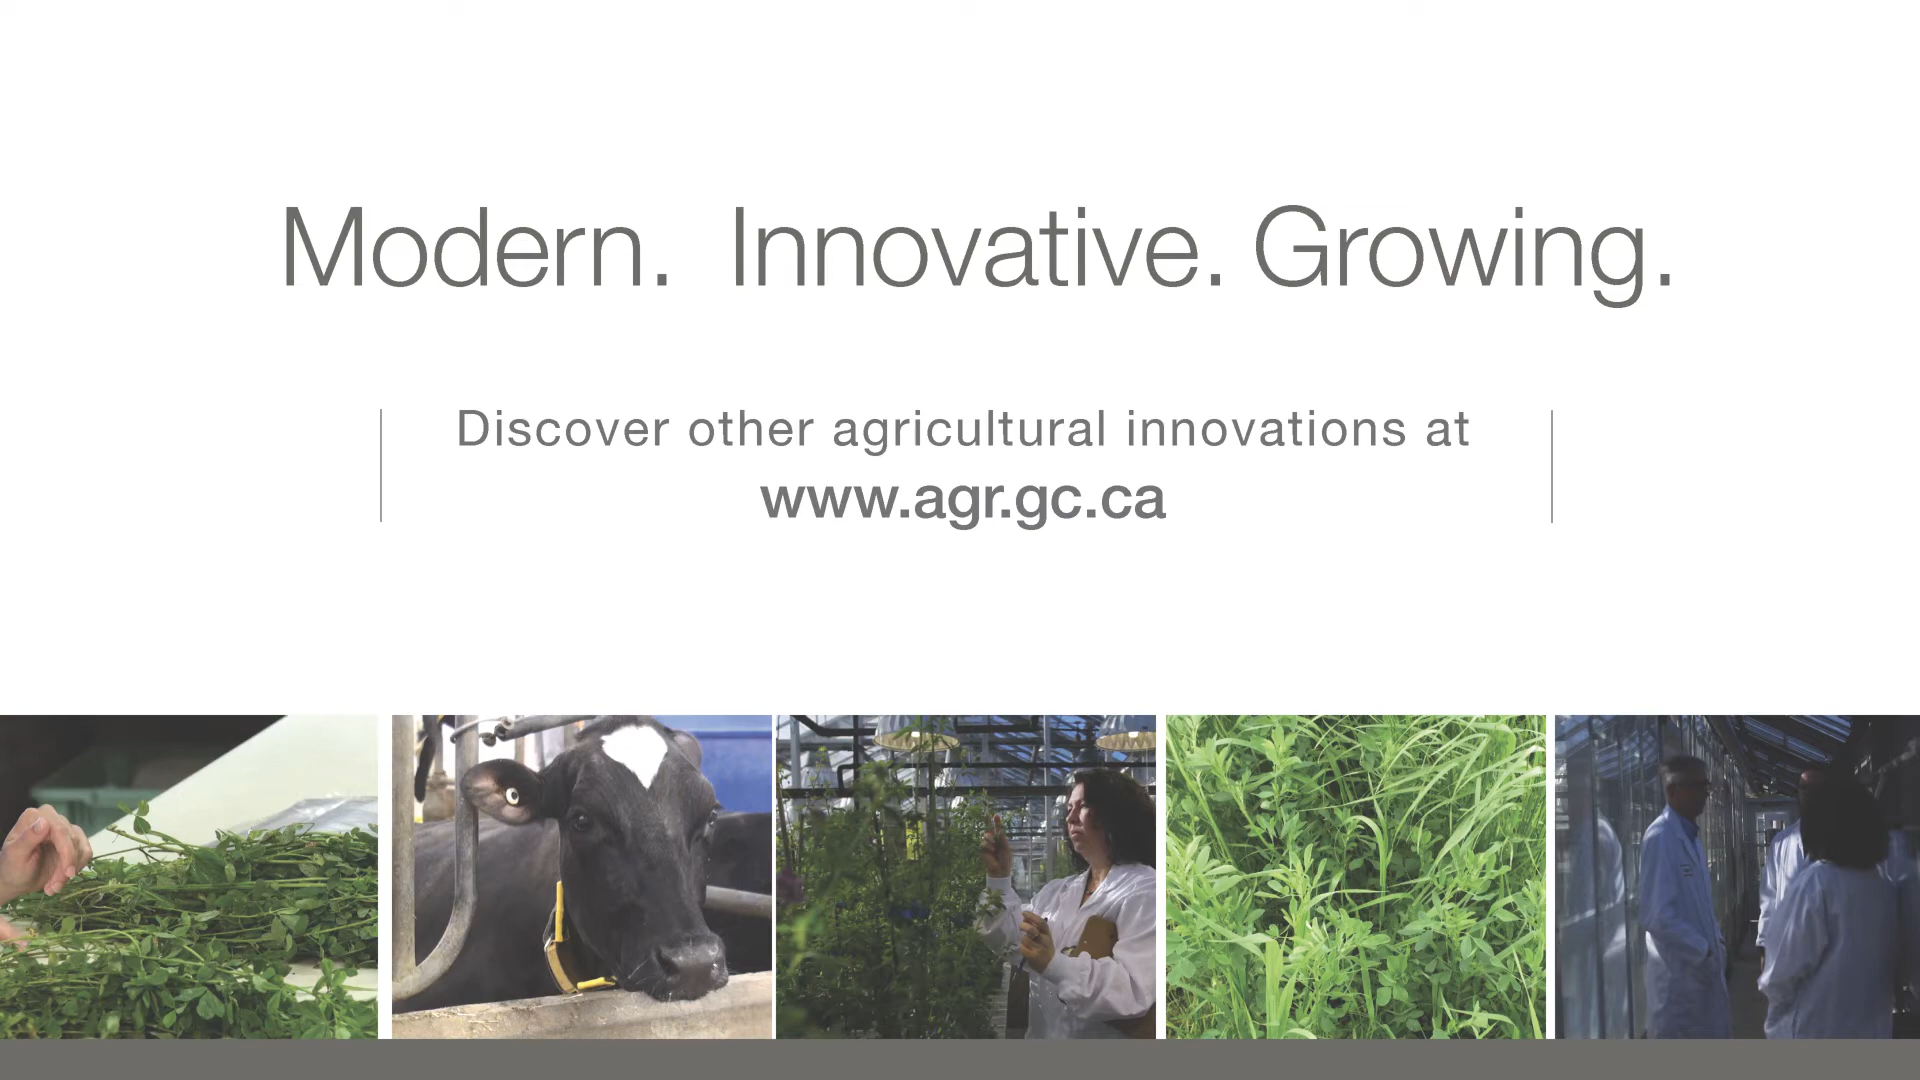 Modern. Innovative. Growing.
Discover other agricultural innovations at
www.agr.gc.ca